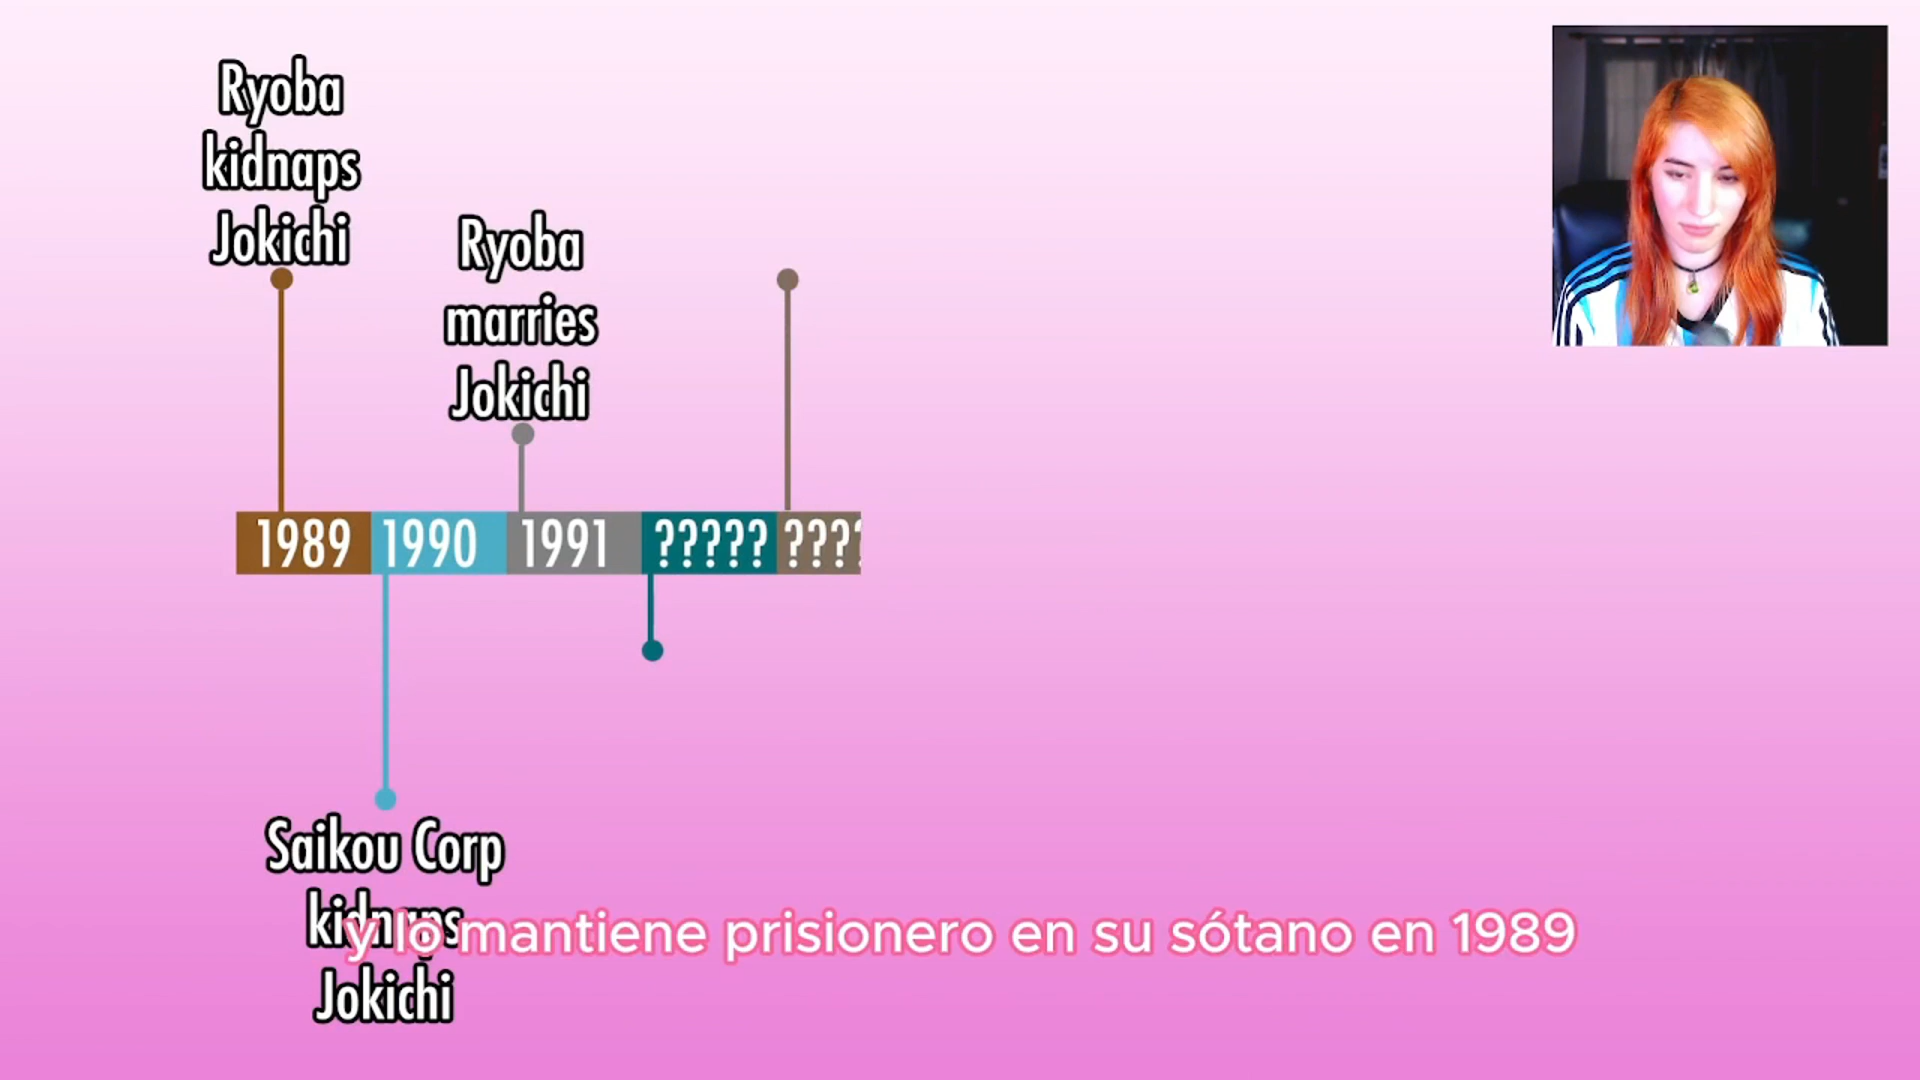 Ryoba
kidnaps
Jokichi
Ryoba
marries
Jokichi
1989 1990 1991 ????? ????
Saikou Corp
kidnaps
Jokichi
y lo mantiene prisionero en su sótano en 1989